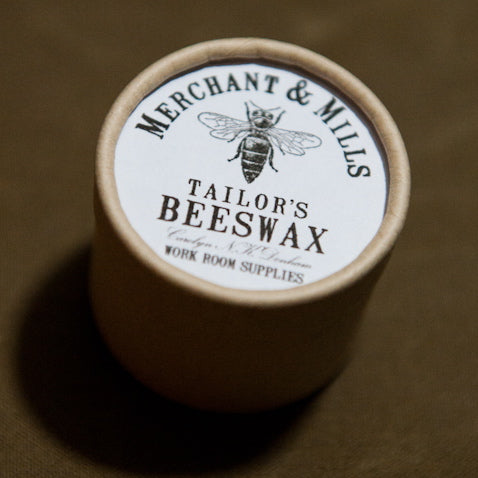 MERCHANT & MILLS
TAILOR'S
BEESWAX
Carolyn N.K. Denham
WORK ROOM SUPPLIES